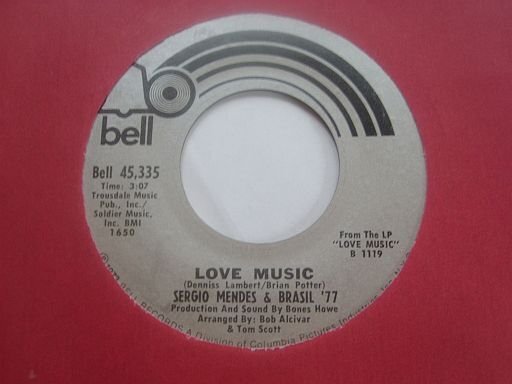 bell
Bell 45,335
Time: 3:07
Trousdale Music
Pub., Inc./
Soldier Music,
Inc. BMI
1650
From The LP
"LOVE MUSIC"
B 1119
LOVE MUSIC
(Denniss Lambert/Brian Potter)
SERGIO MENDES & BRASIL '77
Production And Sound By Bones Howe
Arranged By: Bob Alcivar
& Tom Scott
BELL RECORDS A Division of Columbia Pictures Industries